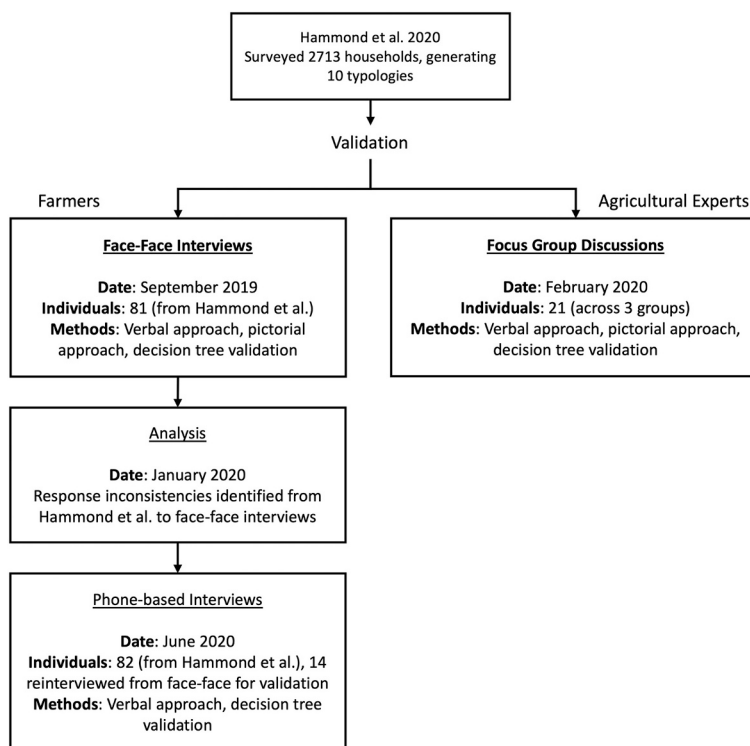 Hammond et al. 2020
Surveyed 2713 households, generating
10 typologies
Validation
Farmers
Agricultural Experts
Face-Face Interviews
Date: September 2019
Individuals: 81 (from Hammond et al.)
Methods: Verbal approach, pictorial
approach, decision tree validation
Focus Group Discussions
Date: February 2020
Individuals: 21 (across 3 groups)
Methods: Verbal approach, pictorial approach,
decision tree validation
Analysis
Date: January 2020
Response inconsistencies identified from
Hammond et al. to face-face interviews
Phone-based Interviews
Date: June 2020
Individuals: 82 (from Hammond et al.), 14
reinterviewed from face-face for validation
Methods: Verbal approach, decision tree
validation